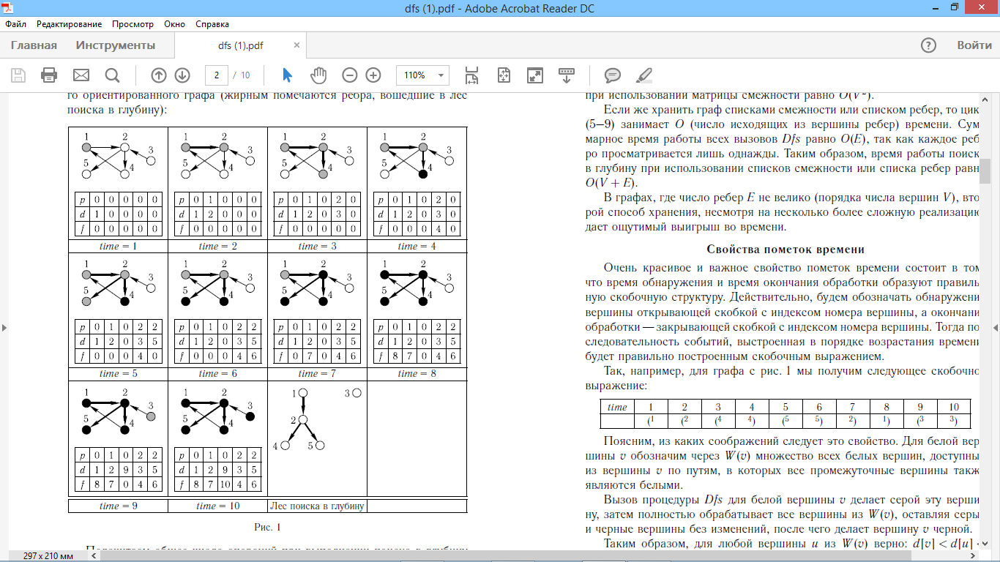 dfs (1).pdf - Adobe Acrobat Reader DC
Файл Редактирование Просмотр Окно Справка
Главная Инструменты dfs (1).pdf × Войти
2 / 10 110%
го ориентированного графа (жирным помечаются ребра, вошедшие в лес
поиска в глубину):
1 2 1 2 1 2 1 2
3 3 3 3
5 4 5 4 5 4 5 4
p 0 0 0 0 0 p 0 1 0 0 0 p 0 1 0 2 0 p 0 1 0 2 0
d 1 0 0 0 0 d 1 2 0 0 0 d 1 2 0 3 0 d 1 2 0 3 0
f 0 0 0 0 0 f 0 0 0 0 0 f 0 0 0 0 0 f 0 0 0 4 0
time = 1 time = 2 time = 3 time = 4
1 2 1 2 1 2 1 2
3 3 3 3
5 4 5 4 5 4 5 4
p 0 1 0 2 2 p 0 1 0 2 2 p 0 1 0 2 2 p 0 1 0 2 2
d 1 2 0 3 5 d 1 2 0 3 5 d 1 2 0 3 5 d 1 2 0 3 5
f 0 0 0 4 0 f 0 0 0 4 6 f 0 7 0 4 6 f 8 7 0 4 6
time = 5 time = 6 time = 7 time = 8
1 2 1 2 1 3
3 3 2
5 4 5 4 4 5
p 0 1 0 2 2 p 0 1 0 2 2
d 1 2 9 3 5 d 1 2 9 3 5
f 8 7 0 4 6 f 8 7 10 4 6
time = 9 time = 10 Лес поиска в глубину
Рис. 1
при использовании матрицы смежности равно O(V²).
Если же хранить граф списками смежности или списком ребер, то цик
(5–9) занимает O (число исходящих из вершины ребер) времени. Сум
марное время работы всех вызовов Dfs равно O(E), так как каждое реб
ро просматривается лишь однажды. Таким образом, время работы поиск
в глубину при использовании списков смежности или списка ребер равн
O(V + E).
В графах, где число ребер E не велико (порядка числа вершин V), вто
рой способ хранения, несмотря на несколько более сложную реализацию
дает ощутимый выигрыш во времени.
Свойства пометок времени
Очень красивое и важное свойство пометок времени состоит в том
что время обнаружения и время окончания обработки образуют правиль
ную скобочную структуру. Действительно, будем обозначать обнаружени
вершины открывающей скобкой с индексом номера вершины, а окончани
обработки — закрывающей скобкой с индексом номера вершины. Тогда по
следовательность событий, выстроенная в порядке возрастания времени
будет правильно построенным скобочным выражением.
Так, например, для графа с рис. 1 мы получим следующее скобочно
выражение:
time 1 2 3 4 5 6 7 8 9 10
(¹ (² (⁴ ⁴) (⁵ ⁵) ²) ¹) (³ ³)
Поясним, из каких соображений следует это свойство. Для белой вер
шины v обозначим через W(v) множество всех белых вершин, доступны
из вершины v по путям, в которых все промежуточные вершины такж
являются белыми.
Вызов процедуры Dfs для белой вершины v делает серой эту верши
ну, затем полностью обрабатывает все вершины из W(v), оставляя серы
и черные вершины без изменений, после чего делает вершину v черной.
Таким образом, для любой вершины u из W(v) верно: d[v] < d[u] <
297 x 210 мм